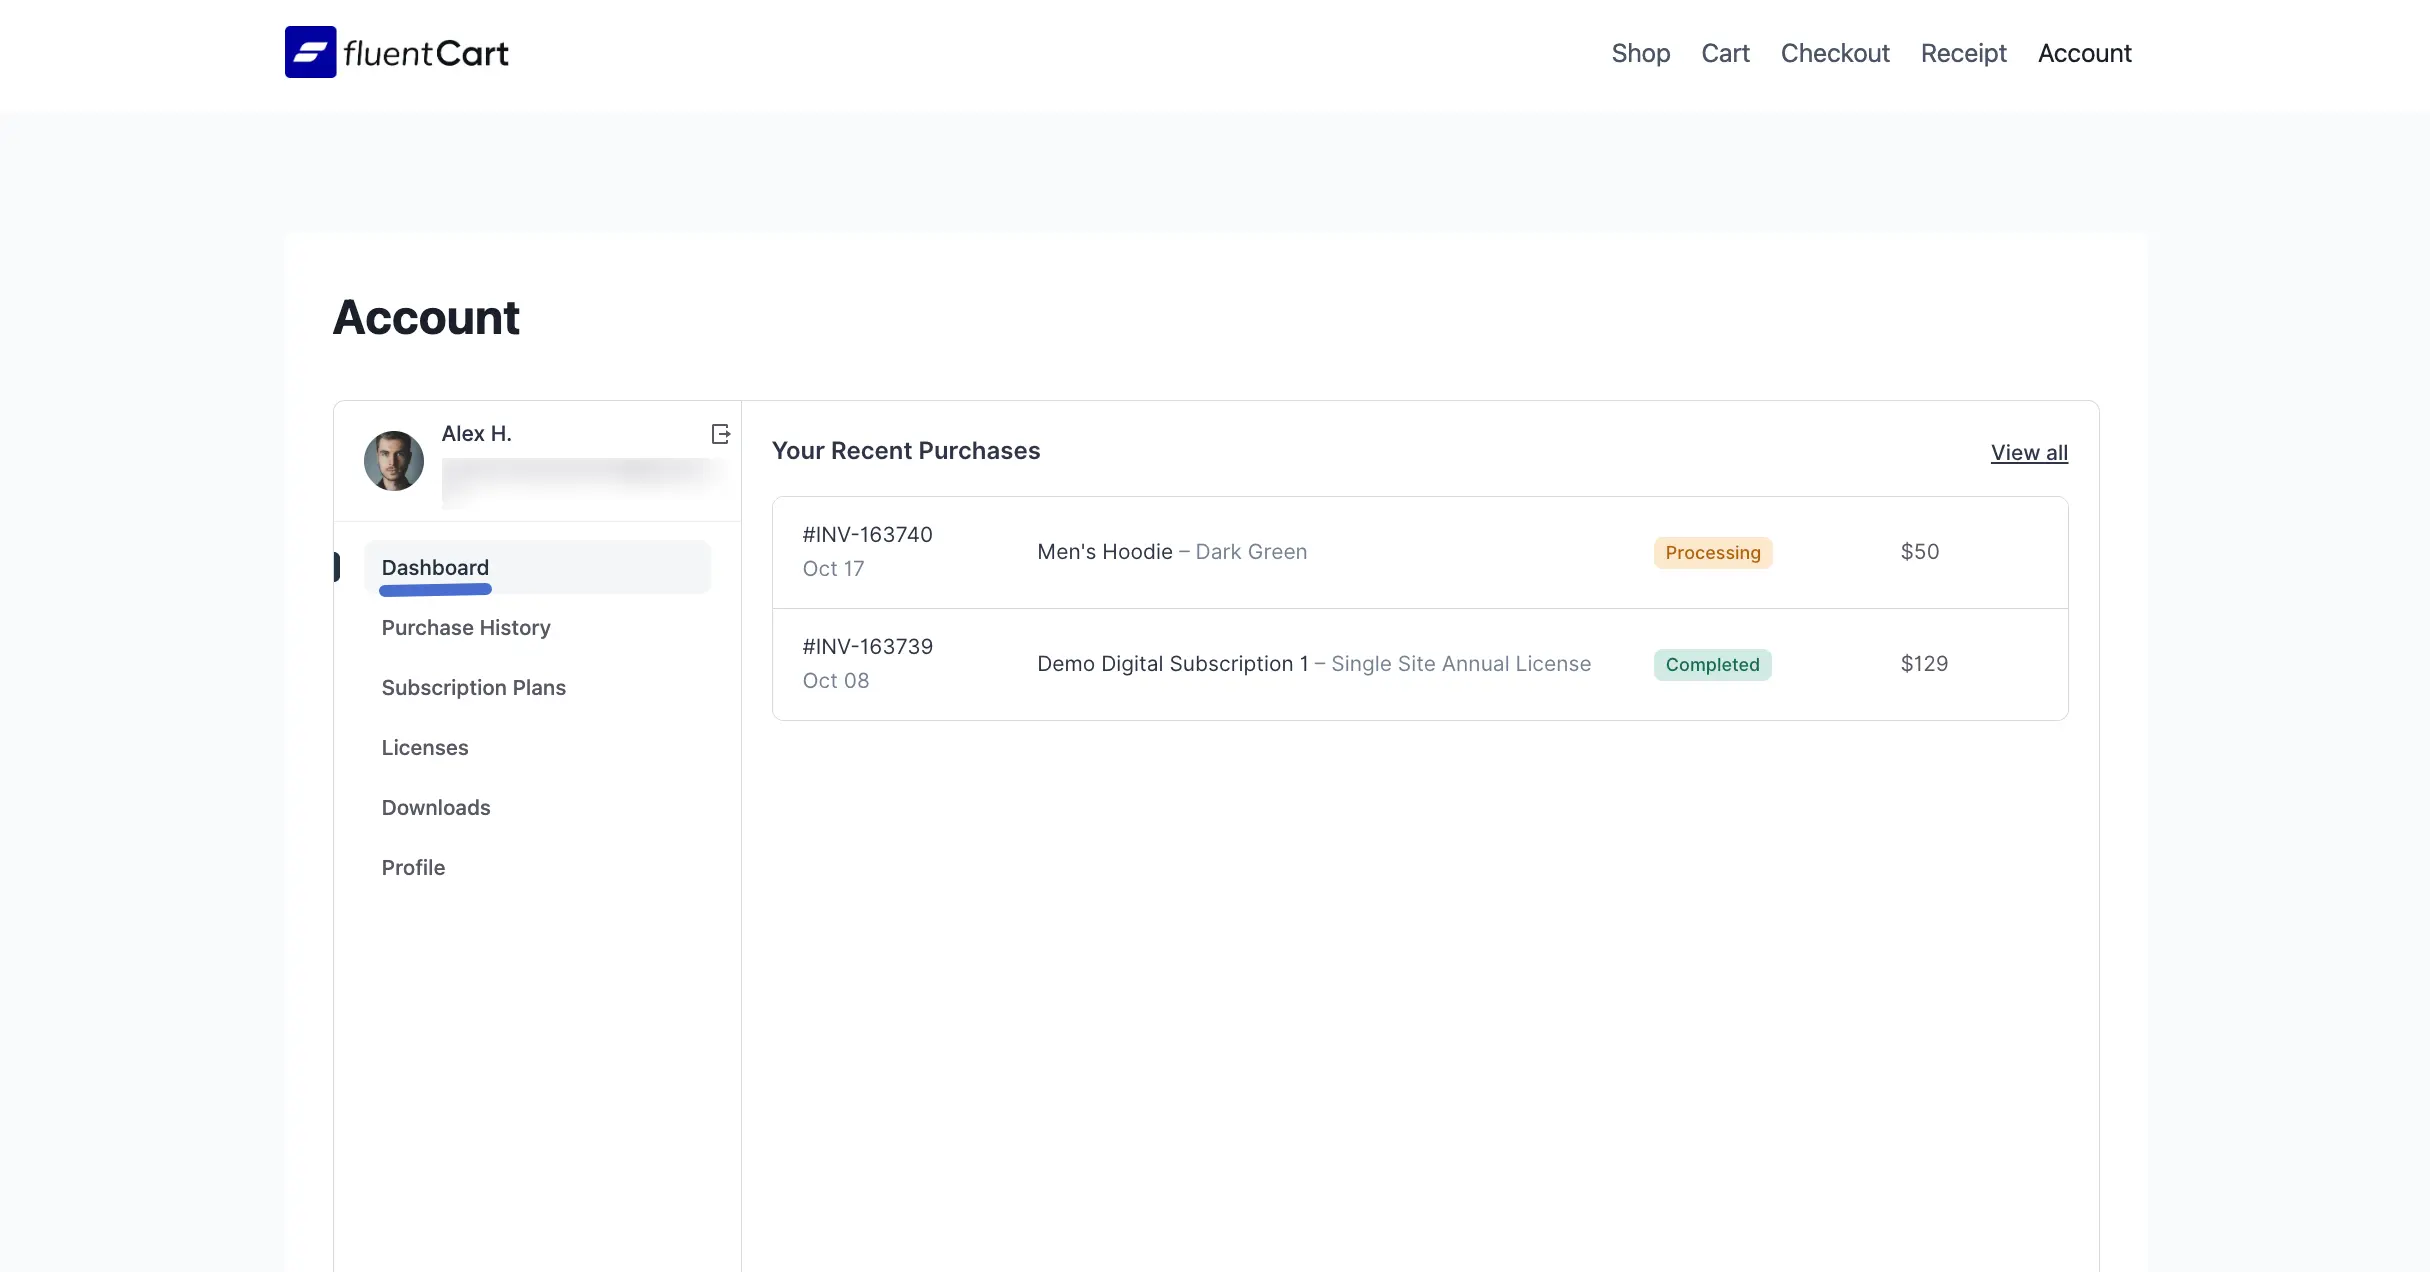 fluentCart
Shop Cart Checkout Receipt Account
Account
Alex H.
Dashboard
Purchase History
Subscription Plans
Licenses
Downloads
Profile
Your Recent Purchases
View all
#INV-163740
Oct 17
Men's Hoodie – Dark Green
Processing
$50
#INV-163739
Oct 08
Demo Digital Subscription 1 – Single Site Annual License
Completed
$129